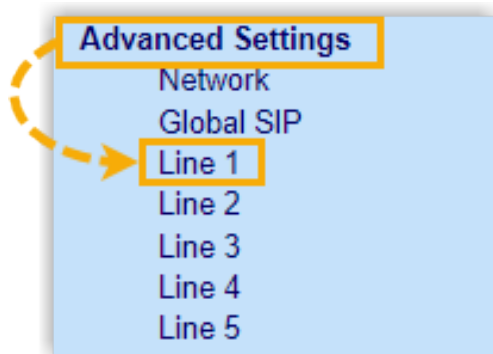 Advanced Settings
Network
Global SIP
Line 1
Line 2
Line 3
Line 4
Line 5